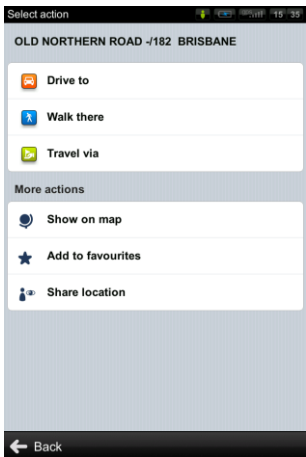 Select action
15 35
OLD NORTHERN ROAD -/182 BRISBANE
Drive to
Walk there
Travel via
More actions
Show on map
Add to favourites
Share location
Back